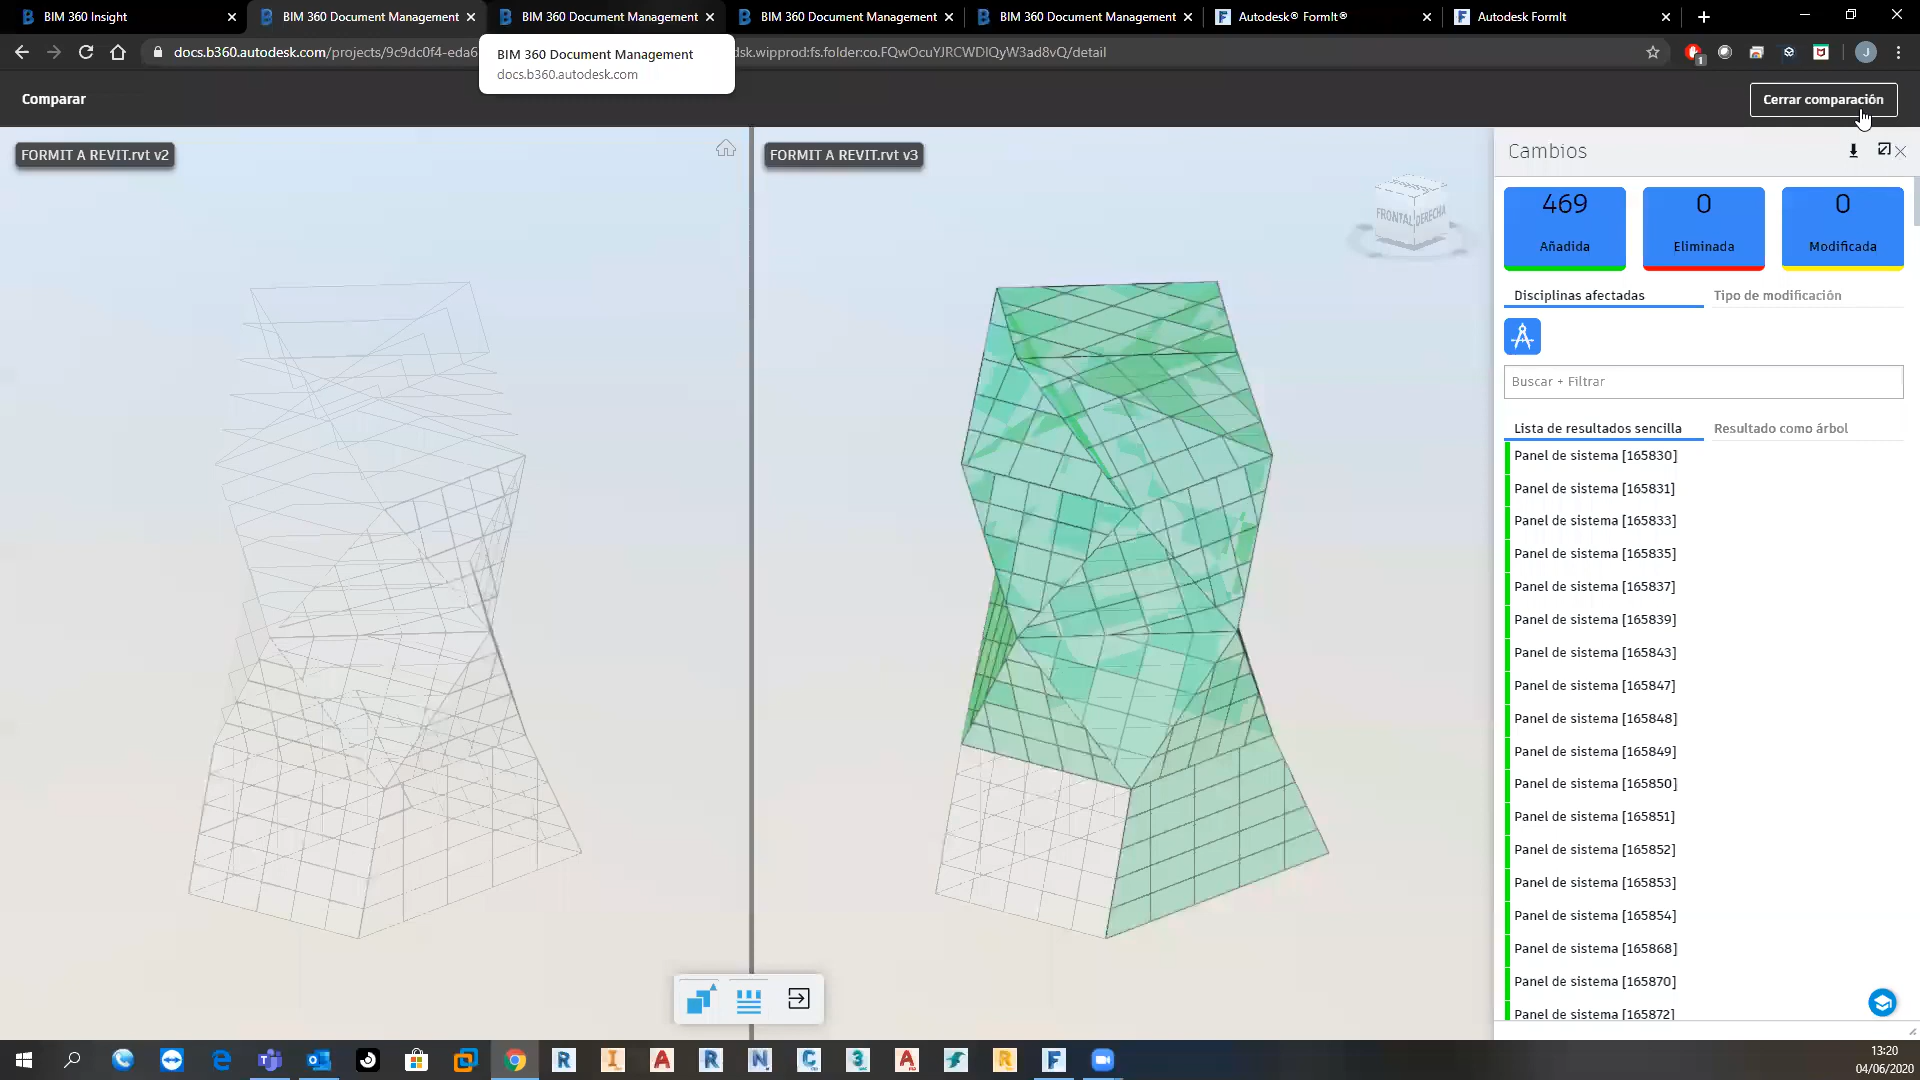 BIM 360 Insight
BIM 360 Document Management
BIM 360 Document Management
BIM 360 Document Management
BIM 360 Document Management
Autodesk® FormIt®
Autodesk FormIt
docs.b360.autodesk.com/projects/9c9dc0f4-eda6
dsk.wipprod:fs.folder:co.FQwOcuYJRCWDIQyW3ad8vQ/detail
1
J
BIM 360 Document Management
docs.b360.autodesk.com
Comparar
Cerrar comparación
FORMIT A REVIT.rvt v2
FORMIT A REVIT.rvt v3
FRONTAL
DERECHA
Cambios
469
Añadida
0
Eliminada
0
Modificada
Disciplinas afectadas
Tipo de modificación
Buscar + Filtrar
Lista de resultados sencilla
Resultado como árbol
Panel de sistema [165830]
Panel de sistema [165831]
Panel de sistema [165833]
Panel de sistema [165835]
Panel de sistema [165837]
Panel de sistema [165839]
Panel de sistema [165843]
Panel de sistema [165847]
Panel de sistema [165848]
Panel de sistema [165849]
Panel de sistema [165850]
Panel de sistema [165851]
Panel de sistema [165852]
Panel de sistema [165853]
Panel de sistema [165854]
Panel de sistema [165868]
Panel de sistema [165870]
Panel de sistema [165872]
13:20
04/06/2020